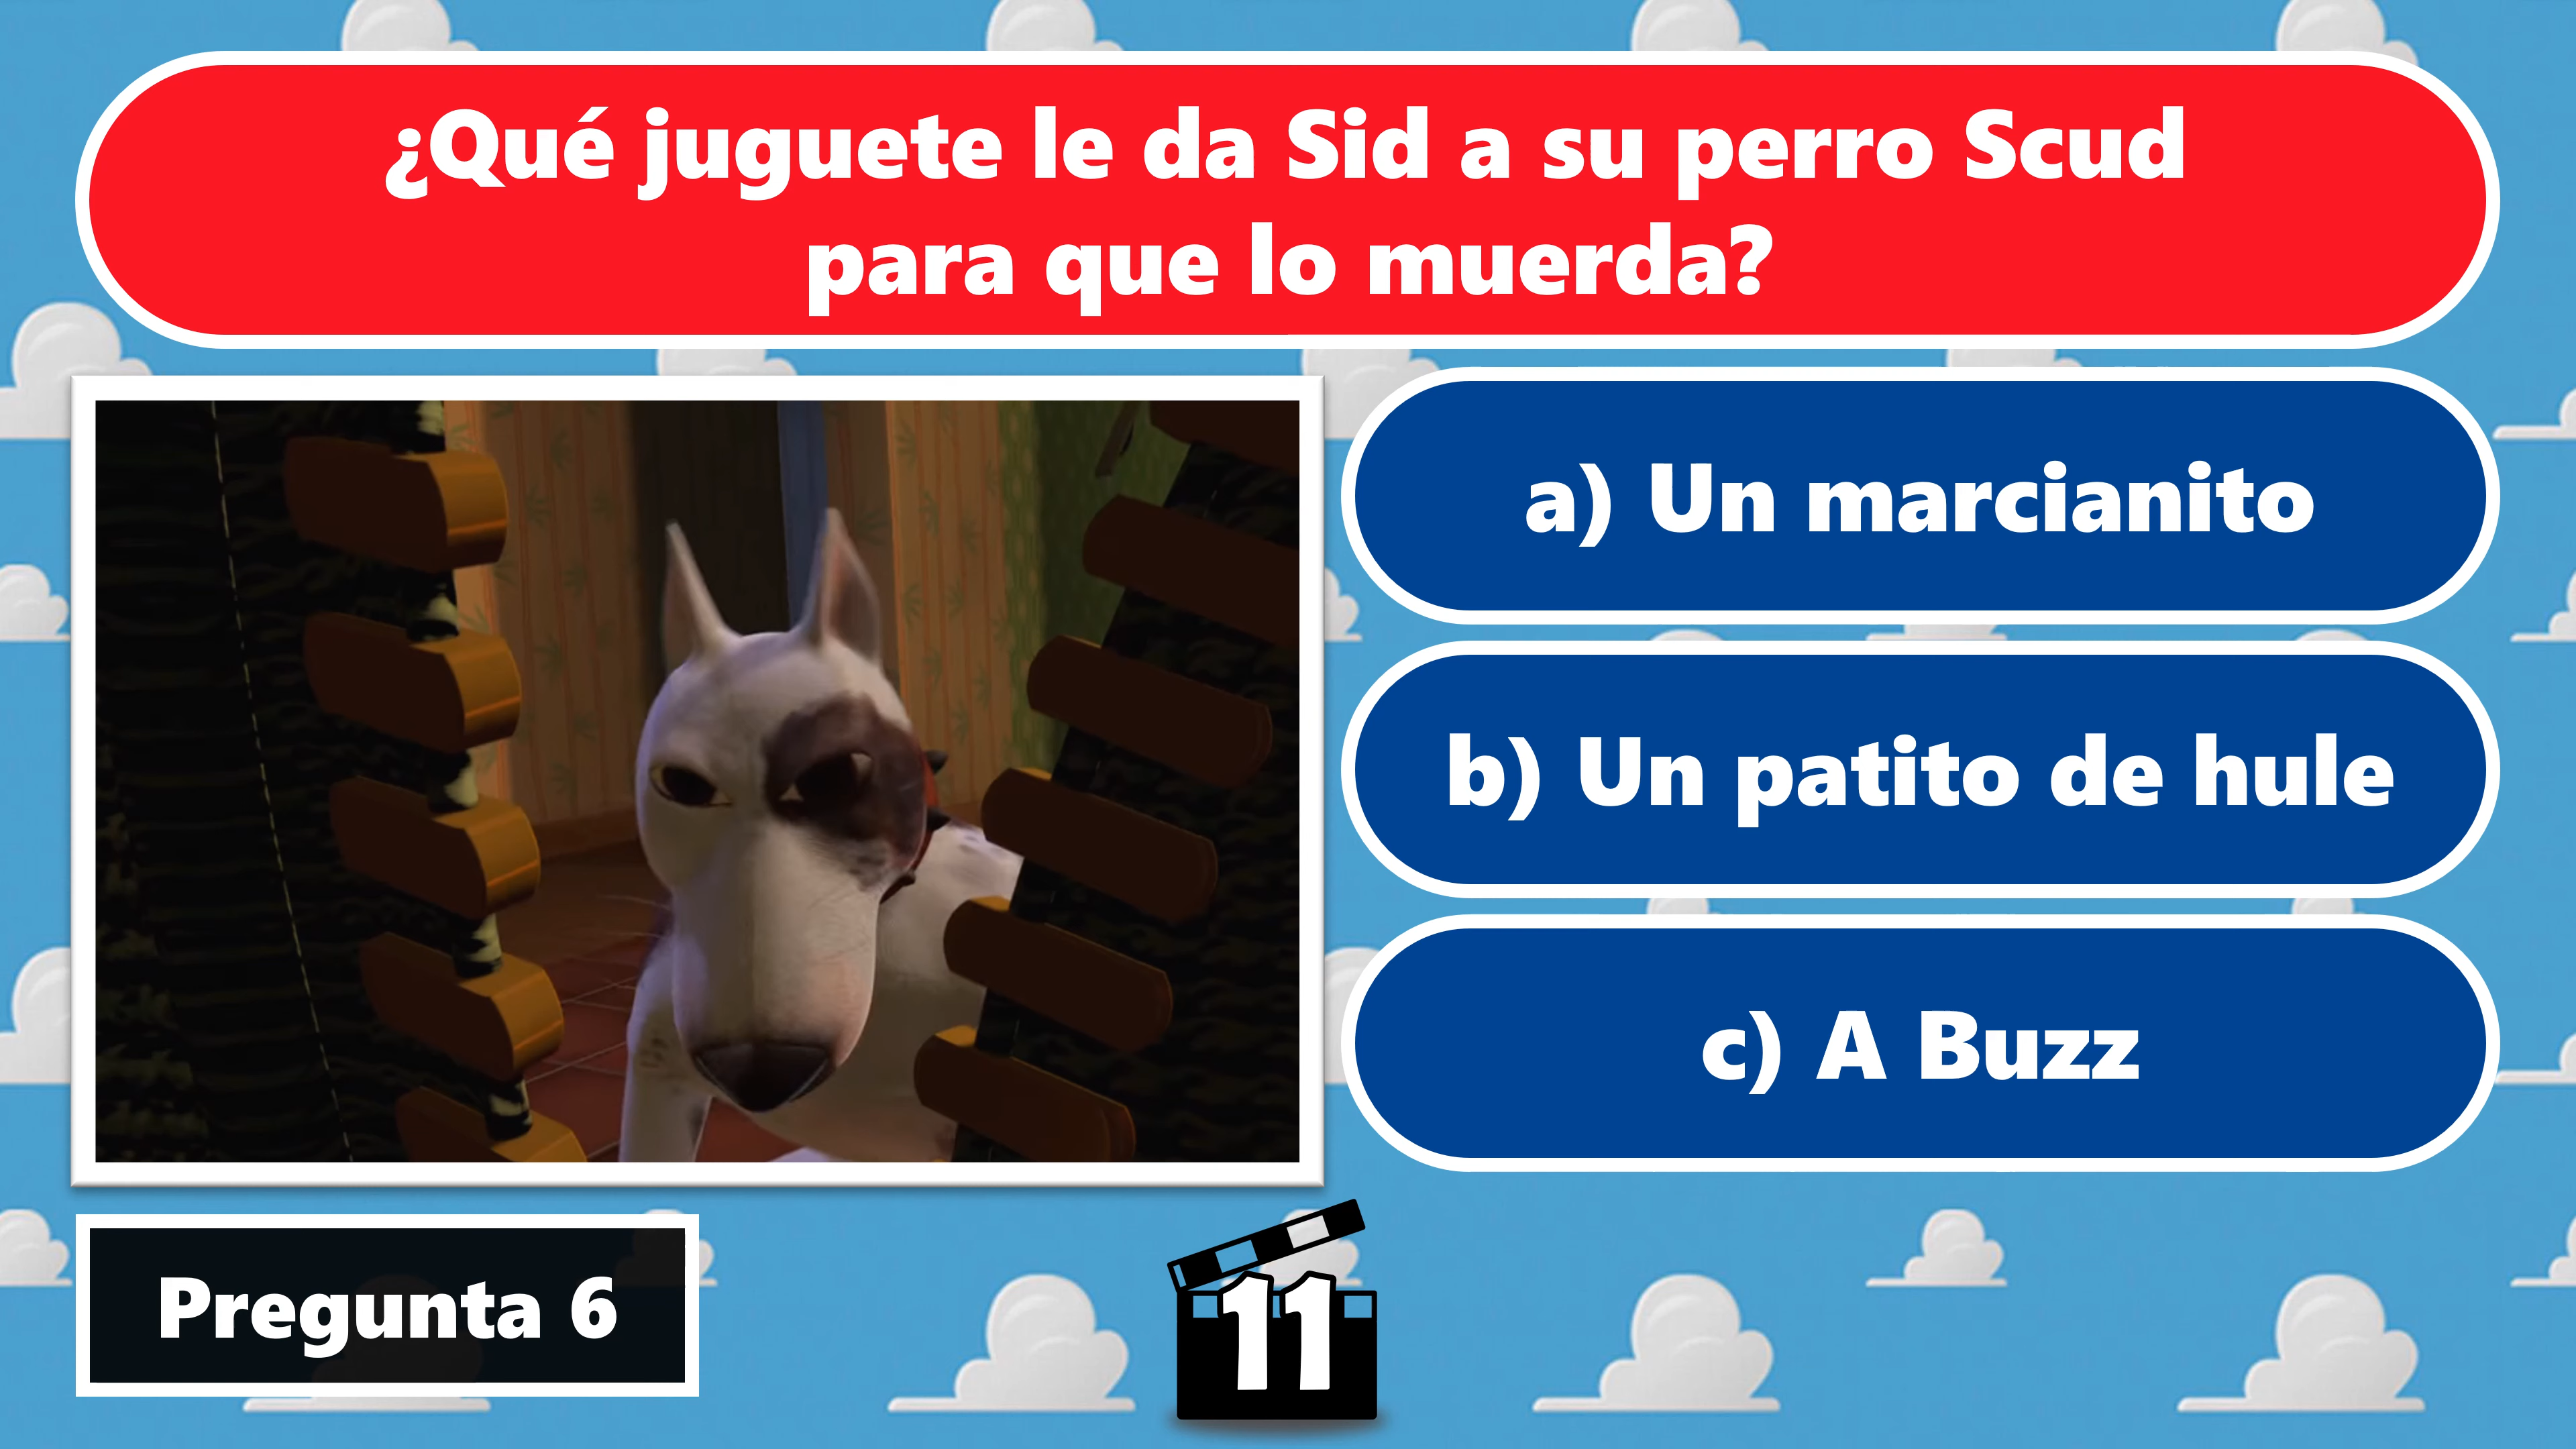 ¿Qué juguete le da Sid a su perro Scud
para que lo muerda?
a) Un marcianito
b) Un patito de hule
c) A Buzz
Pregunta 6
11